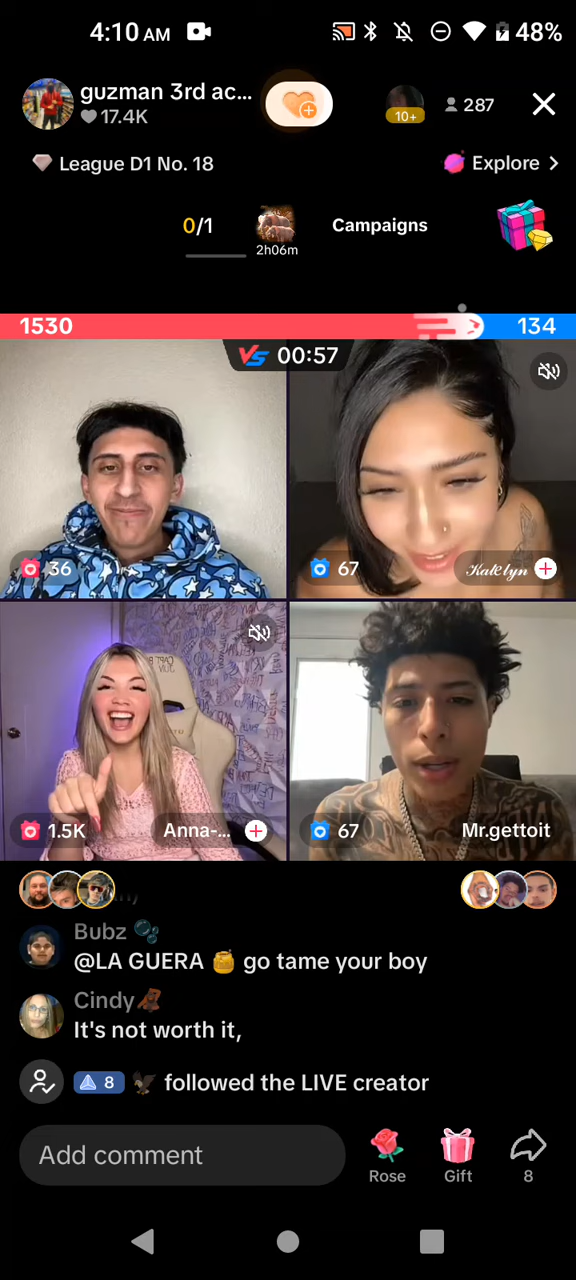 4:10 AM
48%
guzman 3rd ac...
17.4K
10+
287
League D1 No. 18
Explore >
0/1
2h06m
Campaigns
1530
134
VS 00:57
36
67
Katelyn
1.5K
Anna-...
67
Mr.gettoit
Bubz 🫧
@LA GUERA 🍯 go tame your boy
Cindy
It's not worth it,
8 🦅 followed the LIVE creator
Add comment
Rose
Gift
8